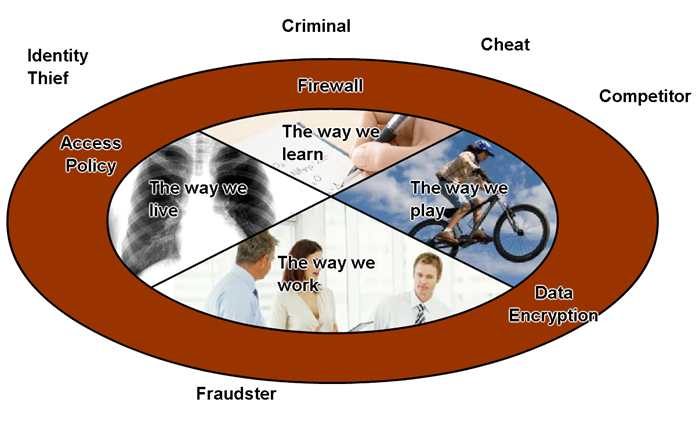 Criminal
Cheat
Identity
Thief
Competitor
Firewall
Access
Policy
The way we
learn
The way we
live
The way we
play
The way we
work
Data
Encryption
Fraudster